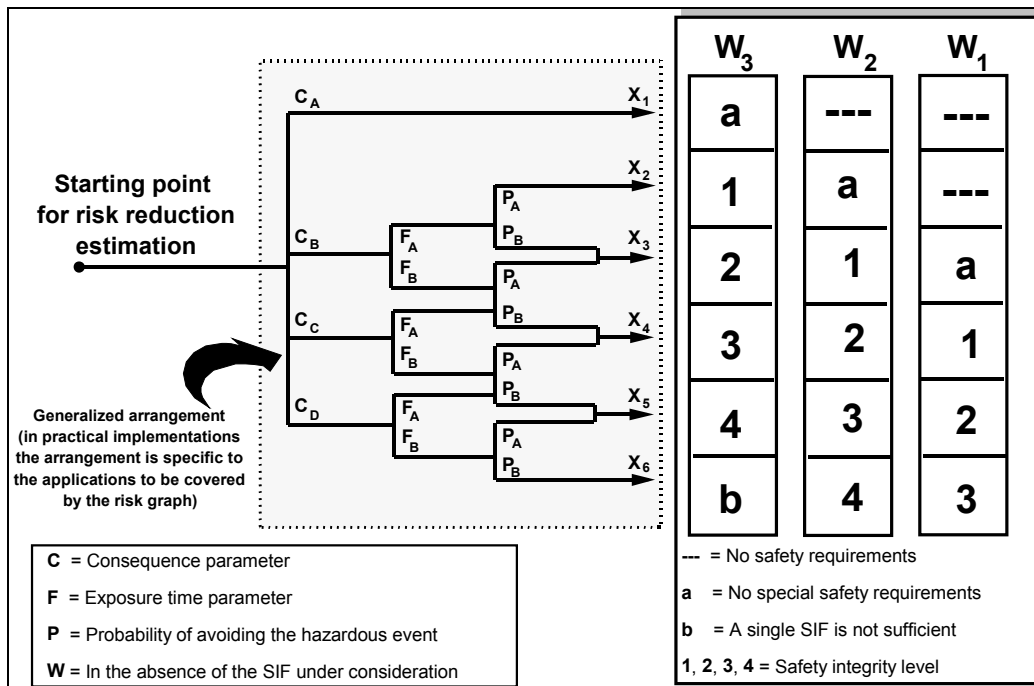 Starting point
for risk reduction
estimation
Generalized arrangement
(in practical implementations
the arrangement is specific to
the applications to be covered
by the risk graph)
C_A
X_1
X_2
P_A
C_B
F_A
P_B
X_3
F_B
P_A
C_C
F_A
P_B
X_4
F_B
P_A
C_D
F_A
P_B
X_5
F_B
P_A
P_B
X_6
W_3 W_2 W_1
a --- ---
1 a ---
2 1 a
3 2 1
4 3 2
b 4 3
C = Consequence parameter
F = Exposure time parameter
P = Probability of avoiding the hazardous event
W = In the absence of the SIF under consideration
--- = No safety requirements
a = No special safety requirements
b = A single SIF is not sufficient
1, 2, 3, 4 = Safety integrity level